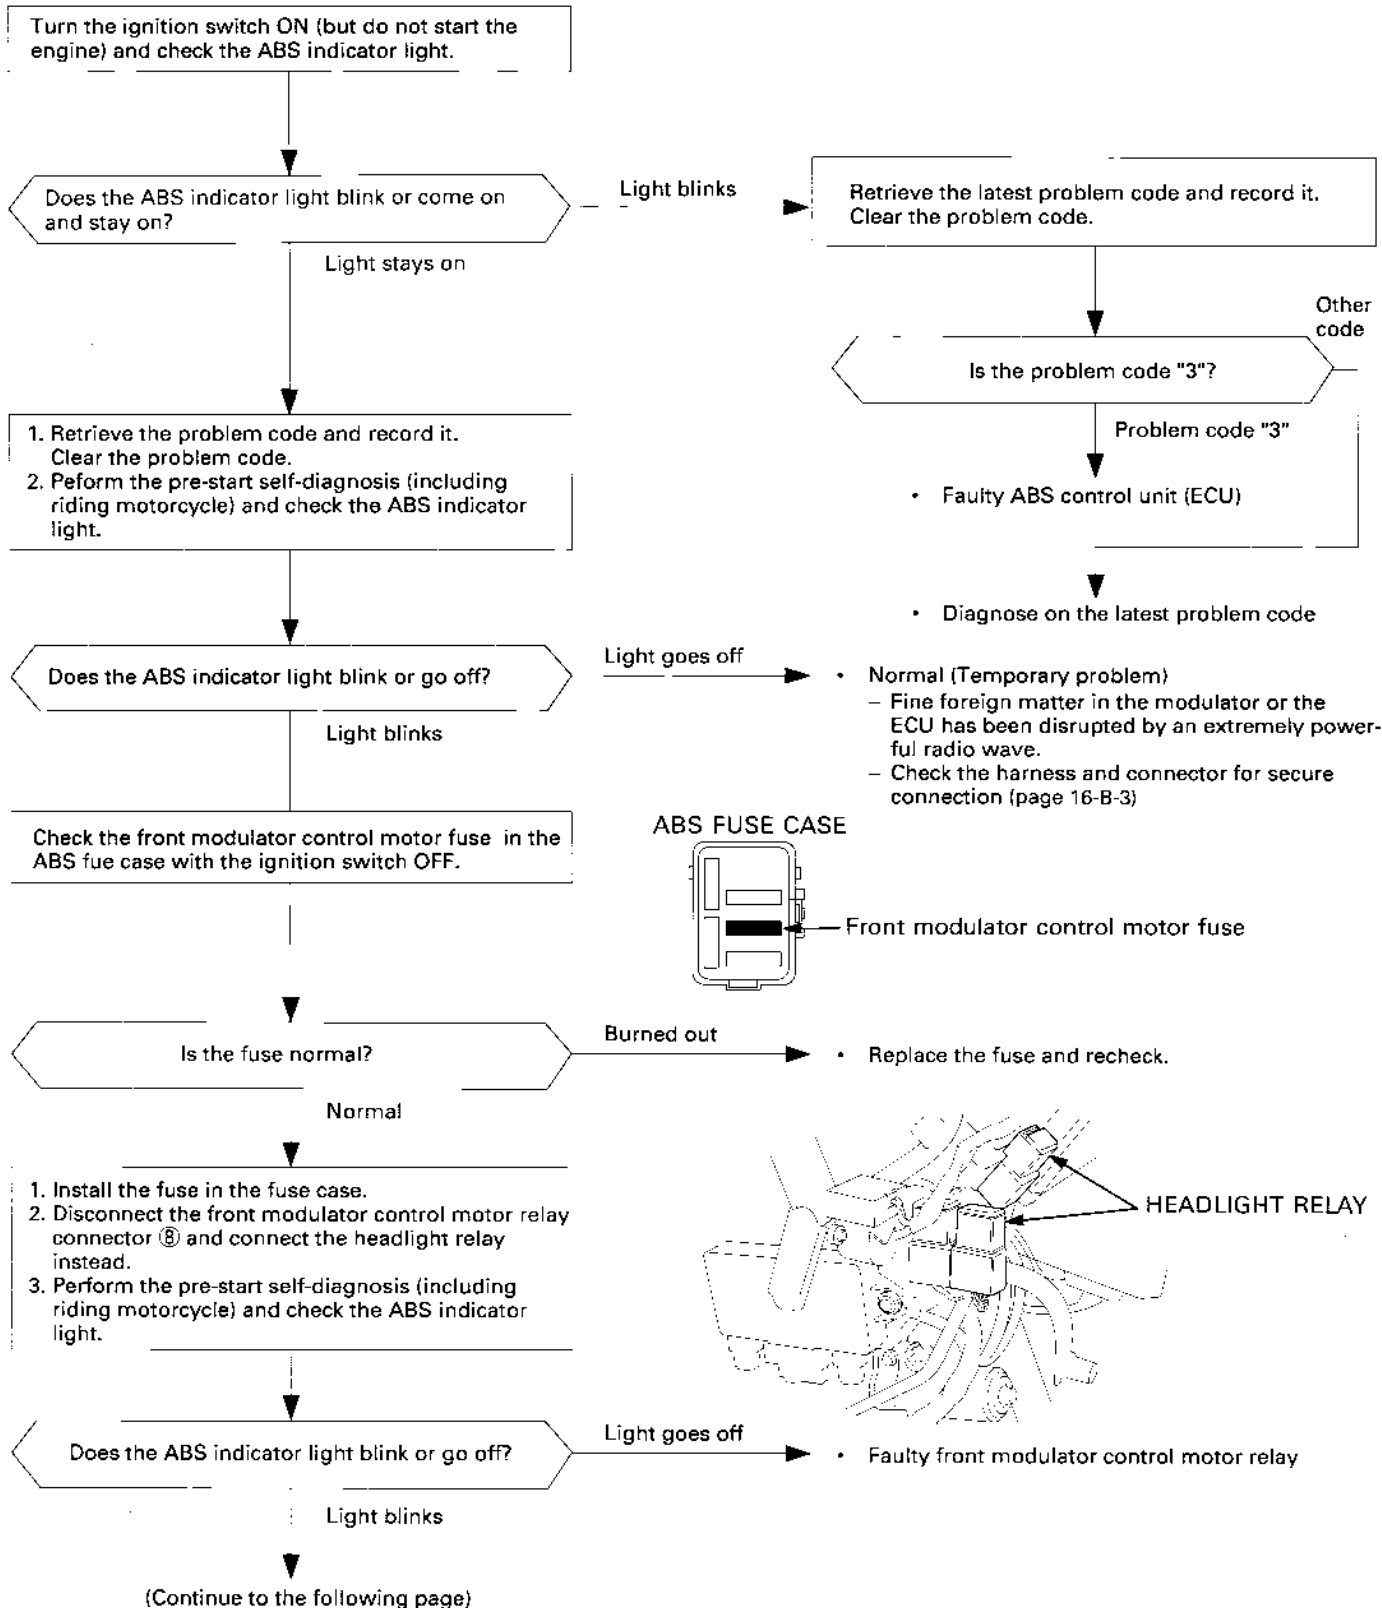 Turn the ignition switch ON (but do not start the
engine) and check the ABS indicator light.
Does the ABS indicator light blink or come on
and stay on?
Light blinks
Retrieve the latest problem code and record it.
Clear the problem code.
Light stays on
Other
code
Is the problem code "3"?
Problem code "3"
• Faulty ABS control unit (ECU)
• Diagnose on the latest problem code
1. Retrieve the problem code and record it.
Clear the problem code.
2. Peform the pre-start self-diagnosis (including
riding motorcycle) and check the ABS indicator
light.
Does the ABS indicator light blink or go off?
Light goes off
• Normal (Temporary problem)
– Fine foreign matter in the modulator or the
ECU has been disrupted by an extremely power-
ful radio wave.
– Check the harness and connector for secure
connection (page 16-B-3)
Light blinks
Check the front modulator control motor fuse in the
ABS fue case with the ignition switch OFF.
ABS FUSE CASE
Front modulator control motor fuse
Is the fuse normal?
Burned out
• Replace the fuse and recheck.
Normal
1. Install the fuse in the fuse case.
2. Disconnect the front modulator control motor relay
connector ⑧ and connect the headlight relay
instead.
3. Perform the pre-start self-diagnosis (including
riding motorcycle) and check the ABS indicator
light.
HEADLIGHT RELAY
Does the ABS indicator light blink or go off?
Light goes off
• Faulty front modulator control motor relay
Light blinks
(Continue to the following page)